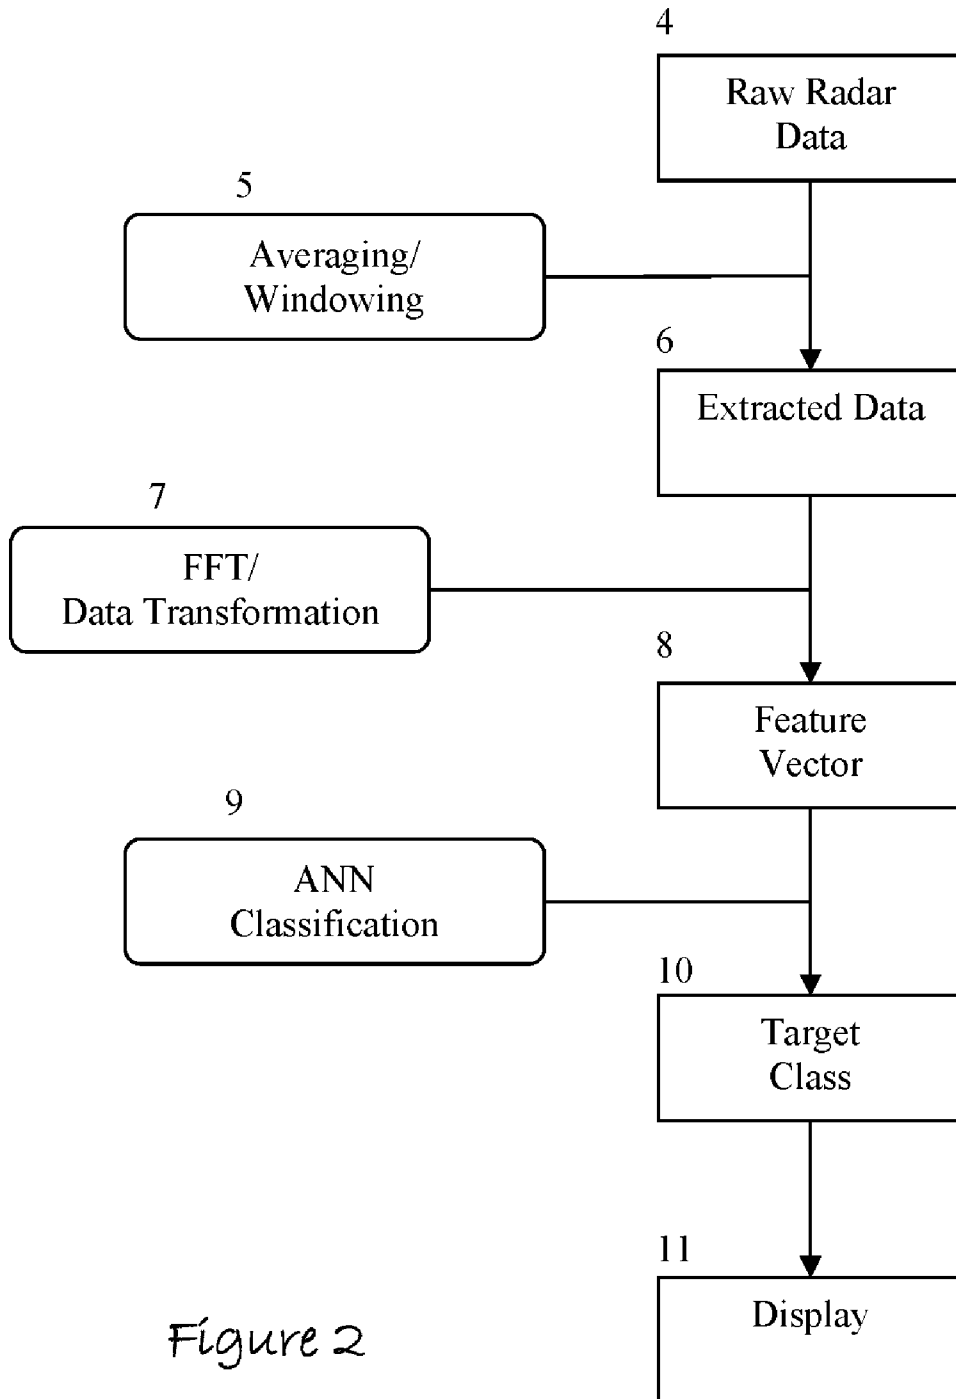 4
Raw Radar
Data
5
Averaging/
Windowing
6
Extracted Data
7
FFT/
Data Transformation
8
Feature
Vector
9
ANN
Classification
10
Target
Class
11
Display
Figure 2